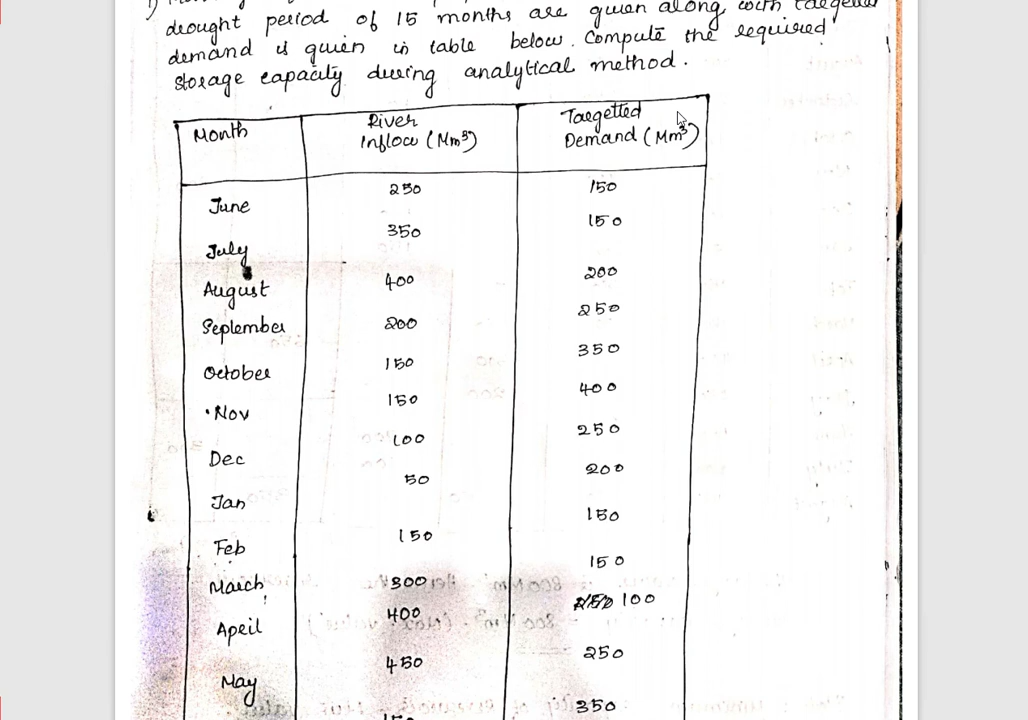 drought period of 15 months are given along with targetted
demand is given in table below. Compute the required
storage capacity during analytical method.
Month River Inflow (Mm³) Targetted Demand (Mm³)
June 250 150
July 350 150
August 400 200
September 200 250
October 150 350
Nov 150 400
Dec 100 250
Jan 50 200
Feb 150 150
March 300 150
April 400 100
May 450 250
350